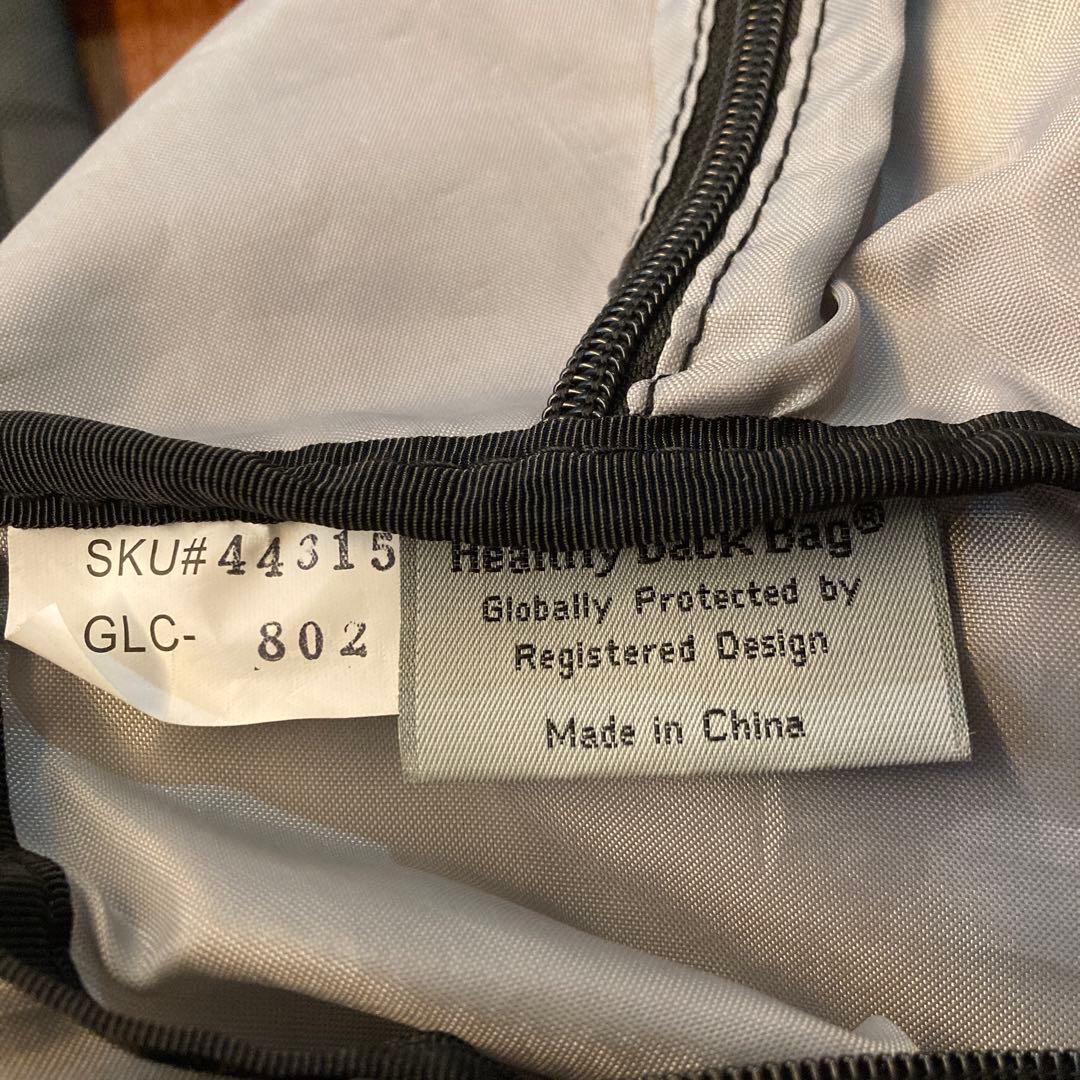 SKU# 44315
GLC- 802
Healthy Back Bag®
Globally Protected by
Registered Design
Made in China